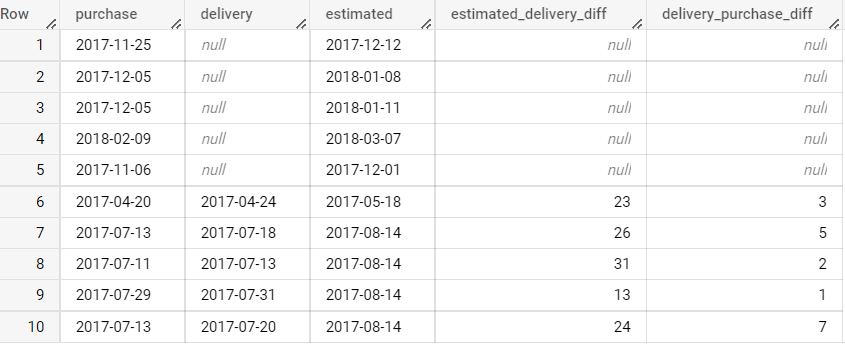 Row purchase delivery estimated estimated_delivery_diff delivery_purchase_diff
1 2017-11-25 null 2017-12-12 null null
2 2017-12-05 null 2018-01-08 null null
3 2017-12-05 null 2018-01-11 null null
4 2018-02-09 null 2018-03-07 null null
5 2017-11-06 null 2017-12-01 null null
6 2017-04-20 2017-04-24 2017-05-18 23 3
7 2017-07-13 2017-07-18 2017-08-14 26 5
8 2017-07-11 2017-07-13 2017-08-14 31 2
9 2017-07-29 2017-07-31 2017-08-14 13 1
10 2017-07-13 2017-07-20 2017-08-14 24 7